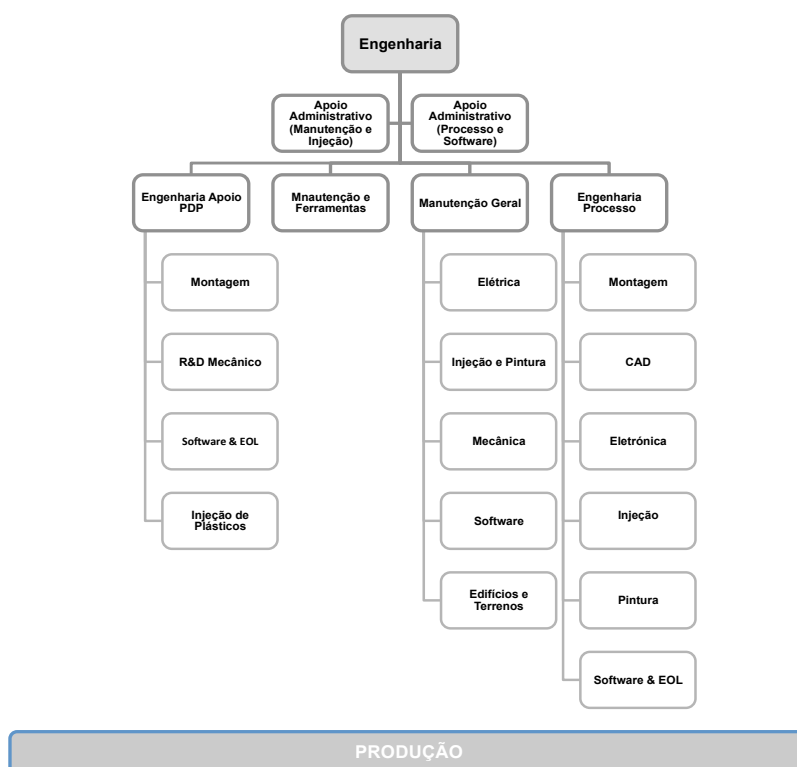 Engenharia
Apoio
Administrativo
(Manutenção e
Injeção)
Apoio
Administrativo
(Processo e
Software)
Engenharia Apoio
PDP
Mnautenção e
Ferramentas
Manutenção Geral
Engenharia
Processo
Montagem
R&D Mecânico
Software & EOL
Injeção de
Plásticos
Elétrica
Injeção e Pintura
Mecânica
Software
Edifícios e
Terrenos
Montagem
CAD
Eletrónica
Injeção
Pintura
Software & EOL
PRODUÇÃO